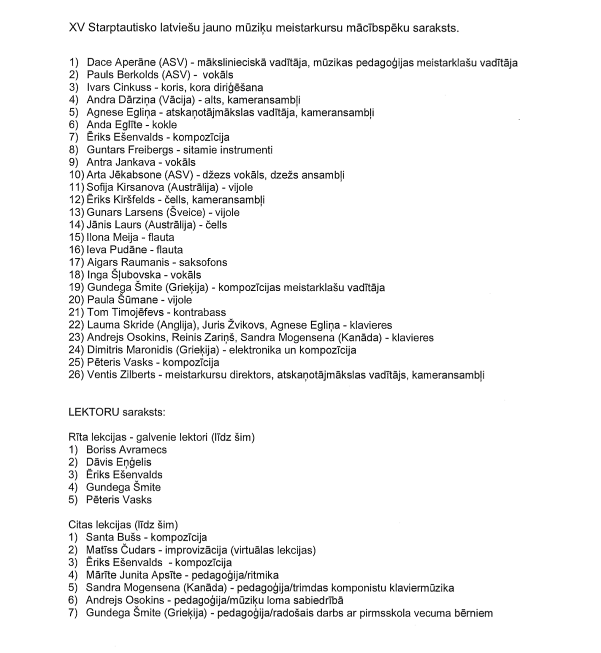 XV Starptautisko latviešu jauno mūziķu meistarkursu mācībspēku saraksts.
1) Dace Aperāne (ASV) - mākslinieciskā vadītāja, mūzikas pedagoģijas meistarklašu vadītāja
2) Pauls Berkolds (ASV) - vokāls
3) Ivars Cinkuss - koris, kora diriģēšana
4) Andra Dārziņa (Vācija) - alts, kameransambļi
5) Agnese Egliņa - atskaņotājmākslas vadītāja, kameransambļi
6) Anda Eglīte - kokle
7) Ēriks Ešenvalds - kompozīcija
8) Guntars Freibergs - sitamie instrumenti
9) Antra Jankava - vokāls
10) Arta Jēkabsone (ASV) - džezs vokāls, dzežs ansambļi
11) Sofija Kirsanova (Austrālija) - vijole
12) Ēriks Kiršfelds - čells, kameransambļi
13) Gunars Larsens (Šveice) - vijole
14) Jānis Laurs (Austrālija) - čells
15) Ilona Meija - flauta
16) Ieva Pudāne - flauta
17) Aigars Raumanis - saksofons
18) Inga Šļubovska - vokāls
19) Gundega Šmite (Grieķija) - kompozīcijas meistarklašu vadītāja
20) Paula Šūmane - vijole
21) Tom Timojēfevs - kontrabass
22) Lauma Skride (Anglija), Juris Žvikovs, Agnese Egliņa - klavieres
23) Andrejs Osokins, Reinis Zariņš, Sandra Mogensena (Kanāda) - klavieres
24) Dimitris Maronidis (Grieķija) - elektronika un kompozīcija
25) Pēteris Vasks - kompozīcija
26) Ventis Zilberts - meistarkursu direktors, atskaņotājmākslas vadītājs, kameransambļi
LEKTORU saraksts:
Rīta lekcijas - galvenie lektori (līdz šim)
1) Boriss Avramecs
2) Dāvis Eņģelis
3) Ēriks Ešenvalds
4) Gundega Šmite
5) Pēteris Vasks
Citas lekcijas (līdz šim)
1) Santa Bušs - kompozīcija
2) Matīss Čudars - improvizācija (virtuālas lekcijas)
3) Ēriks Ešenvalds - kompozīcija
4) Mārīte Junita Apsīte - pedagoģija/ritmika
5) Sandra Mogensena (Kanāda) - pedagoģija/trimdas komponistu klaviermūzika
6) Andrejs Osokins - pedagoģija/mūziķu loma sabiedrībā
7) Gundega Šmite (Grieķija) - pedagoģija/radošais darbs ar pirmsskola vecuma bērniem